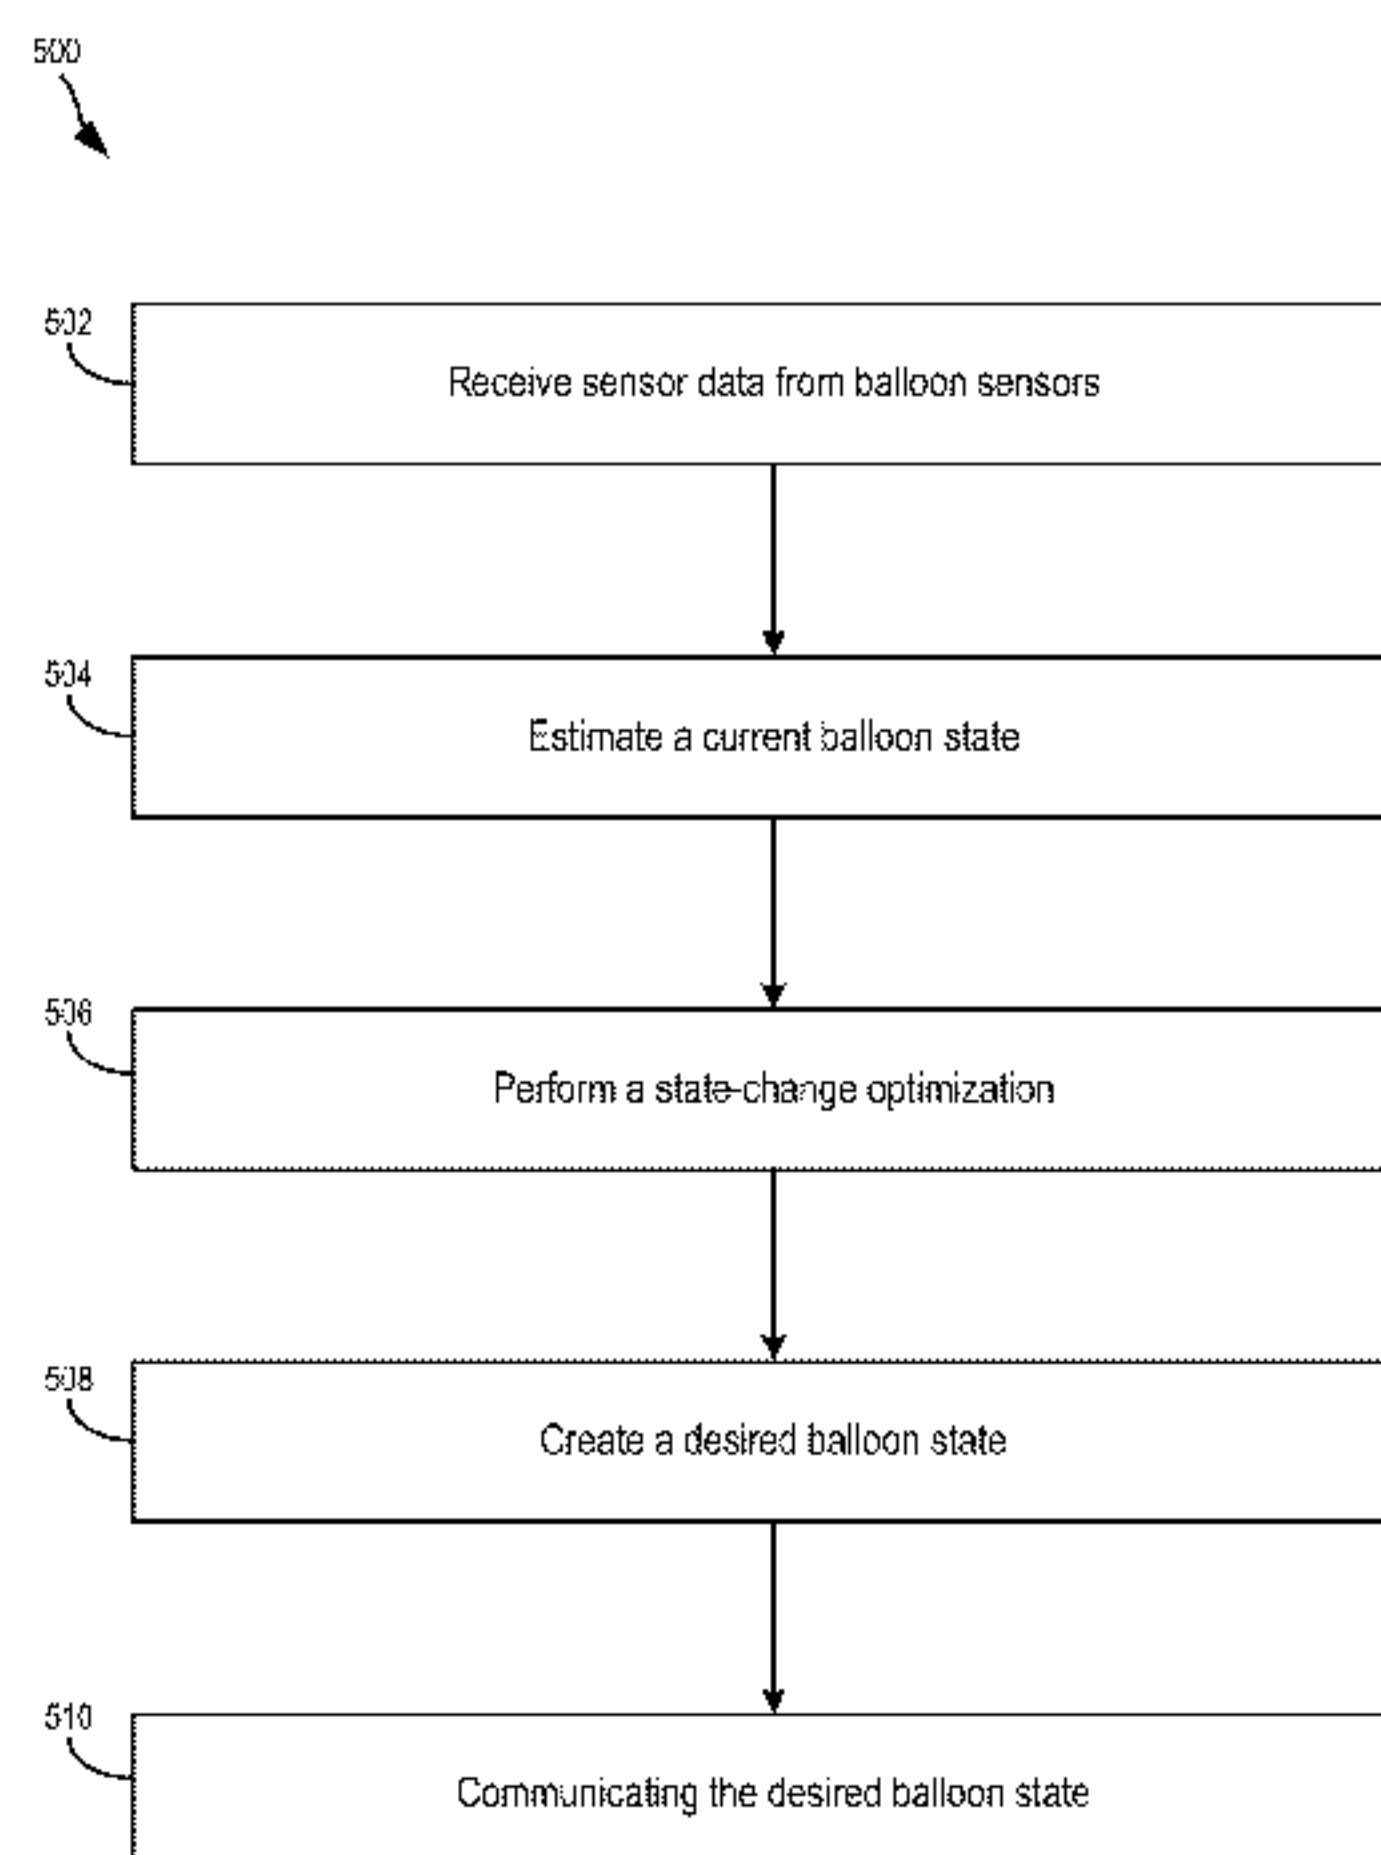 500
502
Receive sensor data from balloon sensors
504
Estimate a current balloon state
506
Perform a state-change optimization
508
Create a desired balloon state
510
Communicating the desired balloon state